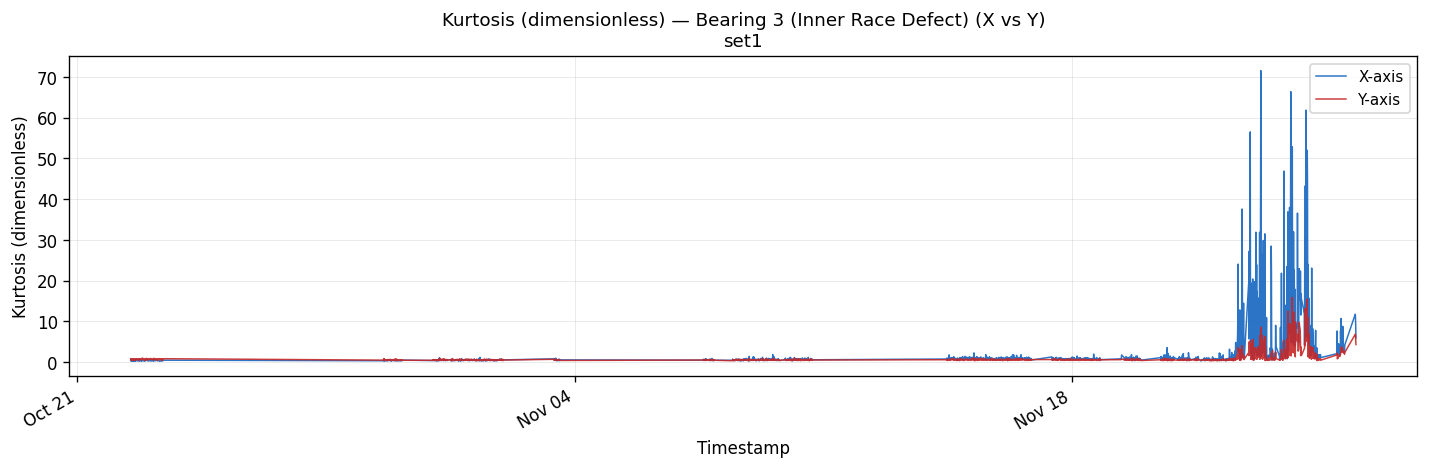 Kurtosis (dimensionless) — Bearing 3 (Inner Race Defect) (X vs Y)
set1
Kurtosis (dimensionless)
70
60
50
40
30
20
10
0
X-axis
Y-axis
Oct 21
Nov 04
Nov 18
Timestamp